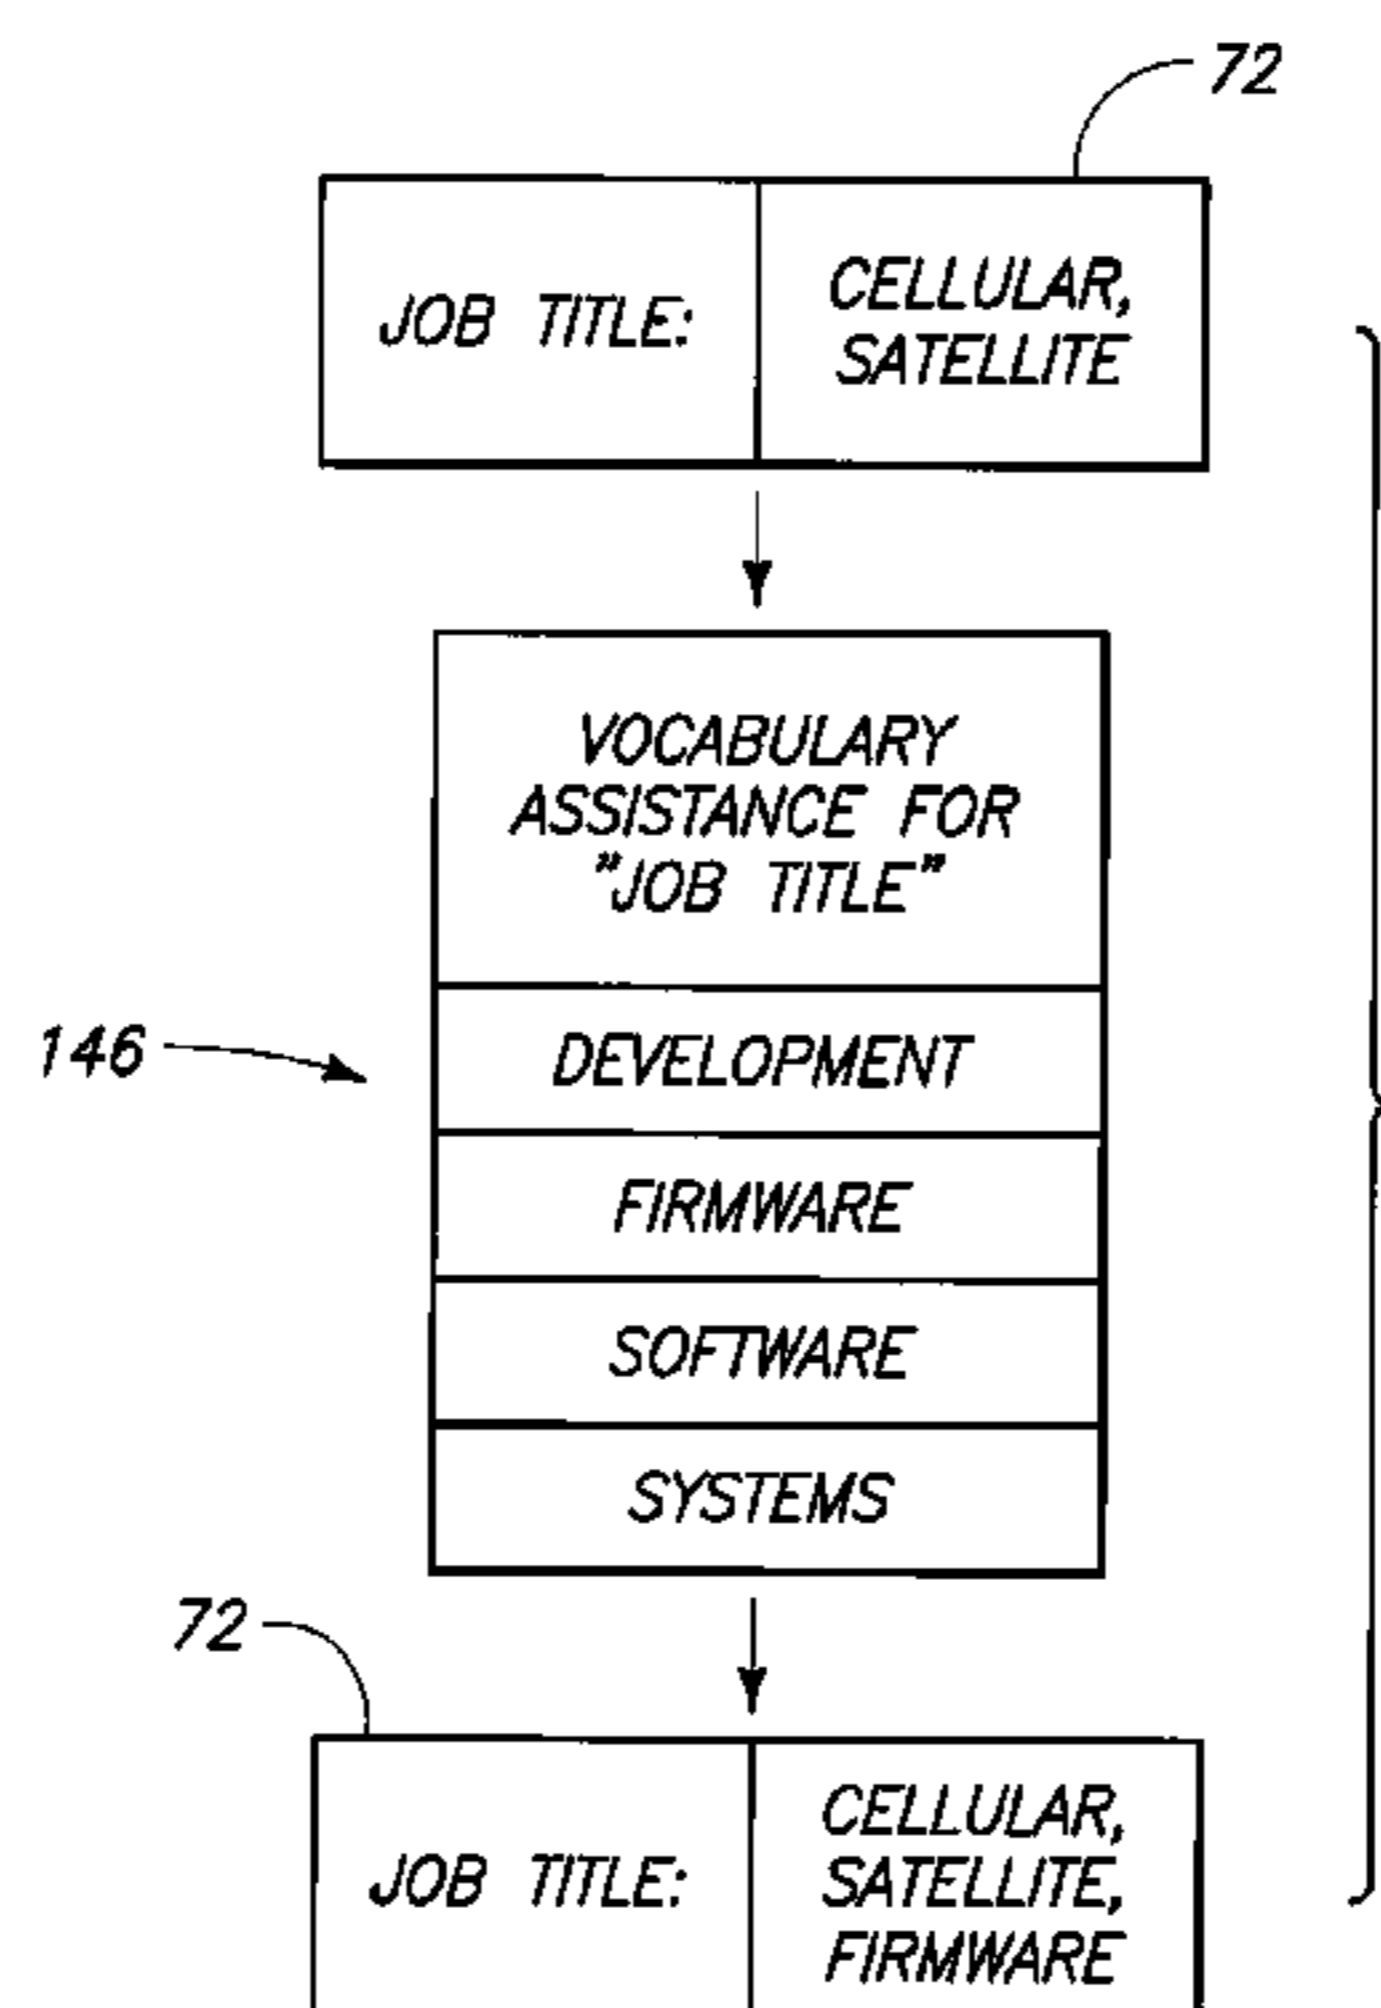 72
JOB TITLE:
CELLULAR,
SATELLITE
VOCABULARY
ASSISTANCE FOR
"JOB TITLE"
146
DEVELOPMENT
FIRMWARE
SOFTWARE
SYSTEMS
72
JOB TITLE:
CELLULAR,
SATELLITE,
FIRMWARE